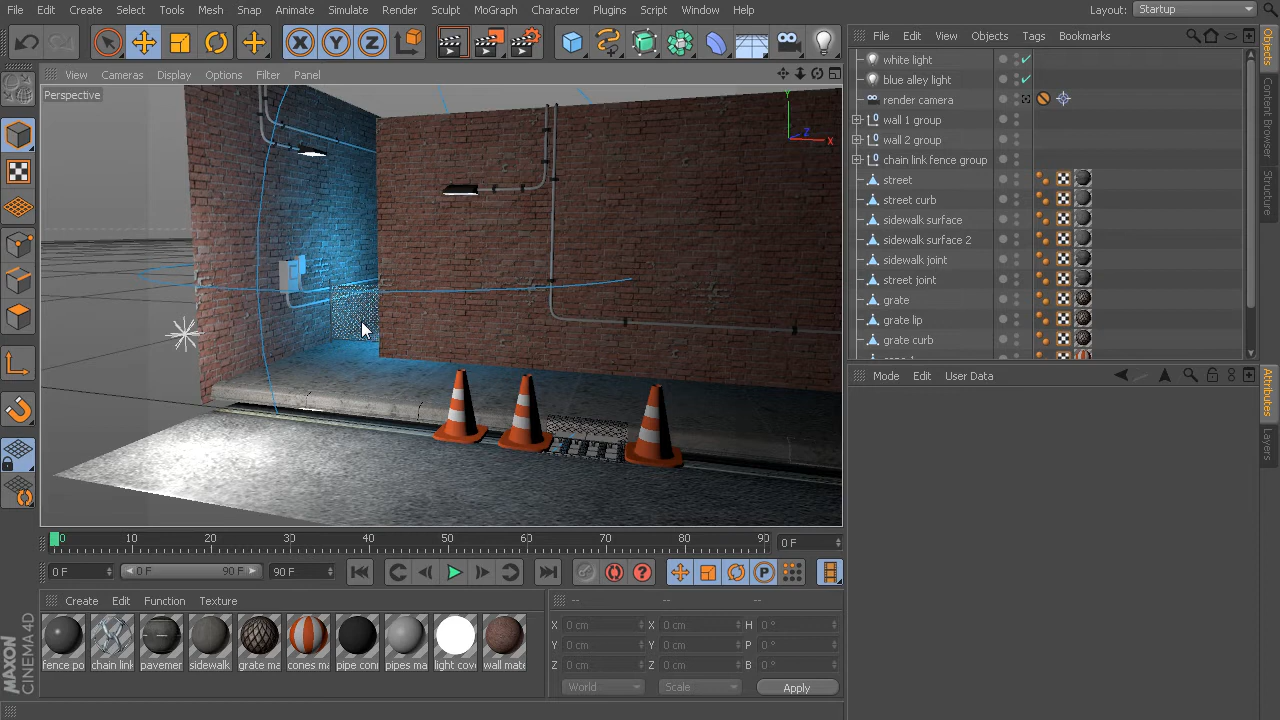 File Edit Create Select Tools Mesh Snap Animate Simulate Render Sculpt MoGraph Character Plugins Script Window Help
Layout: Startup
View Cameras Display Options Filter Panel
Perspective
Y
Z
X
File Edit View Objects Tags Bookmarks
white light
blue alley light
render camera
wall 1 group
wall 2 group
chain link fence group
street
street curb
sidewalk surface
sidewalk surface 2
sidewalk joint
street joint
grate
grate lip
grate curb
Objects
Content Browser
Structure
Mode Edit User Data
Attributes
Layers
0 10 20 30 40 50 60 70 80 90 0 F
0 F 0 F 90 F 90 F
Create Edit Function Texture
fence po chain link pavemer sidewalk grate ma cones m pipe coni pipes ma light cove wall mate
-- -- --
X 0 cm X 0 cm H 0 °
Y 0 cm Y 0 cm P 0 °
Z 0 cm Z 0 cm B 0 °
World Scale Apply
MAXON
CINEMA 4D